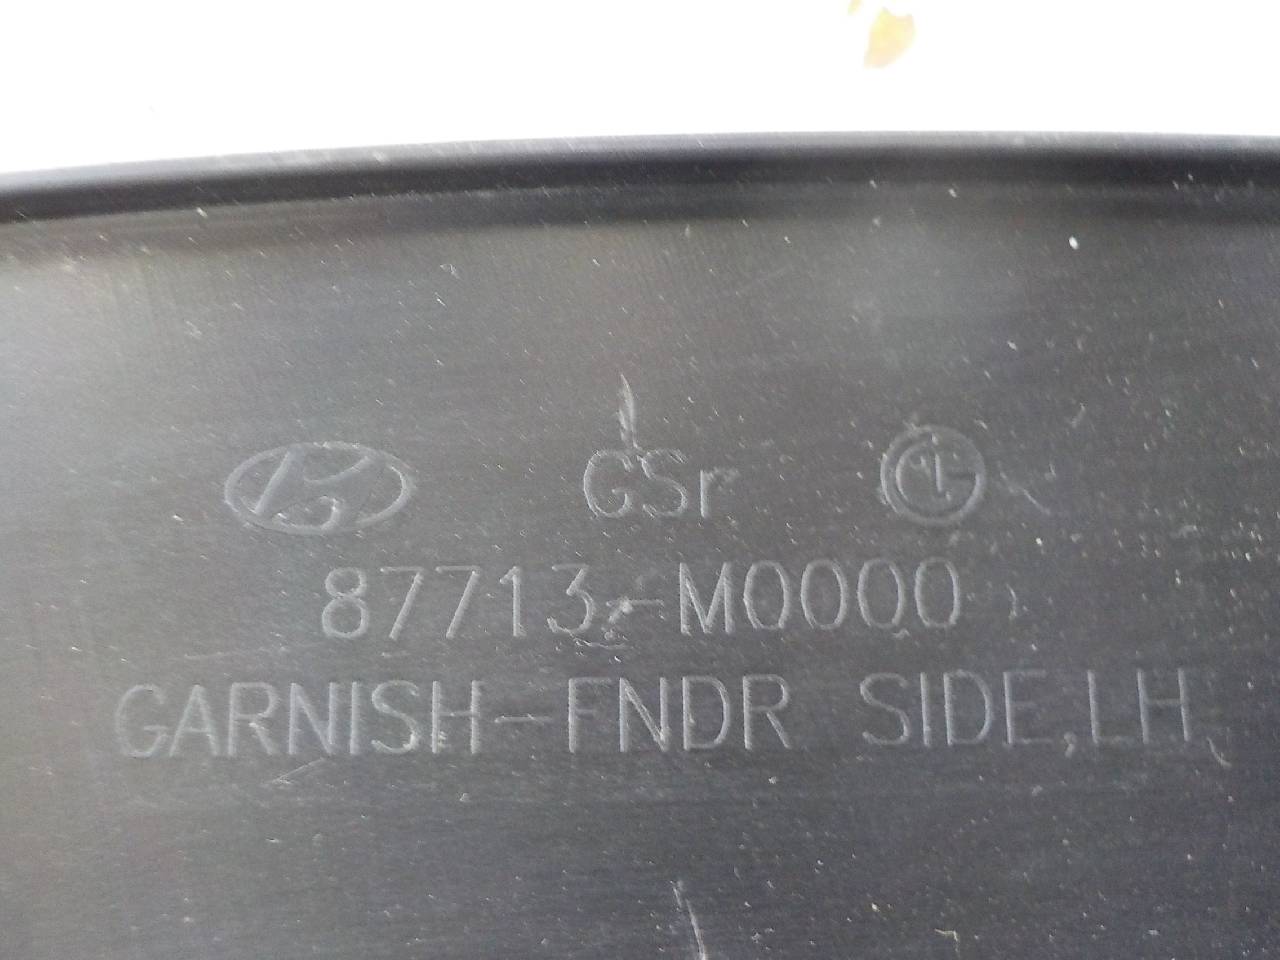 GSr
87713-M0000
GARNISH-FNDR SIDE,LH